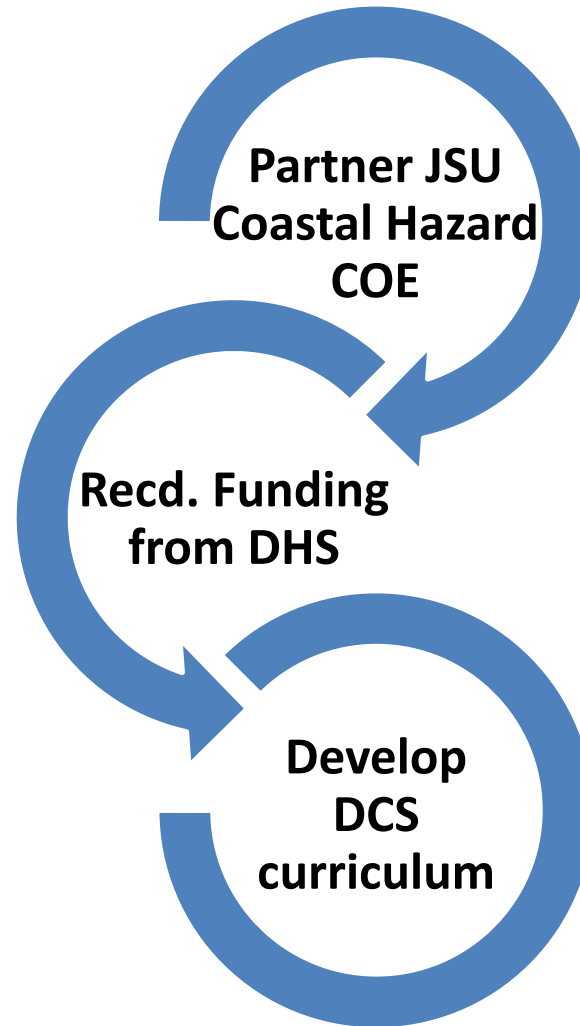 Partner JSU
Coastal Hazard
COE
Recd. Funding
from DHS
Develop
DCS
curriculum